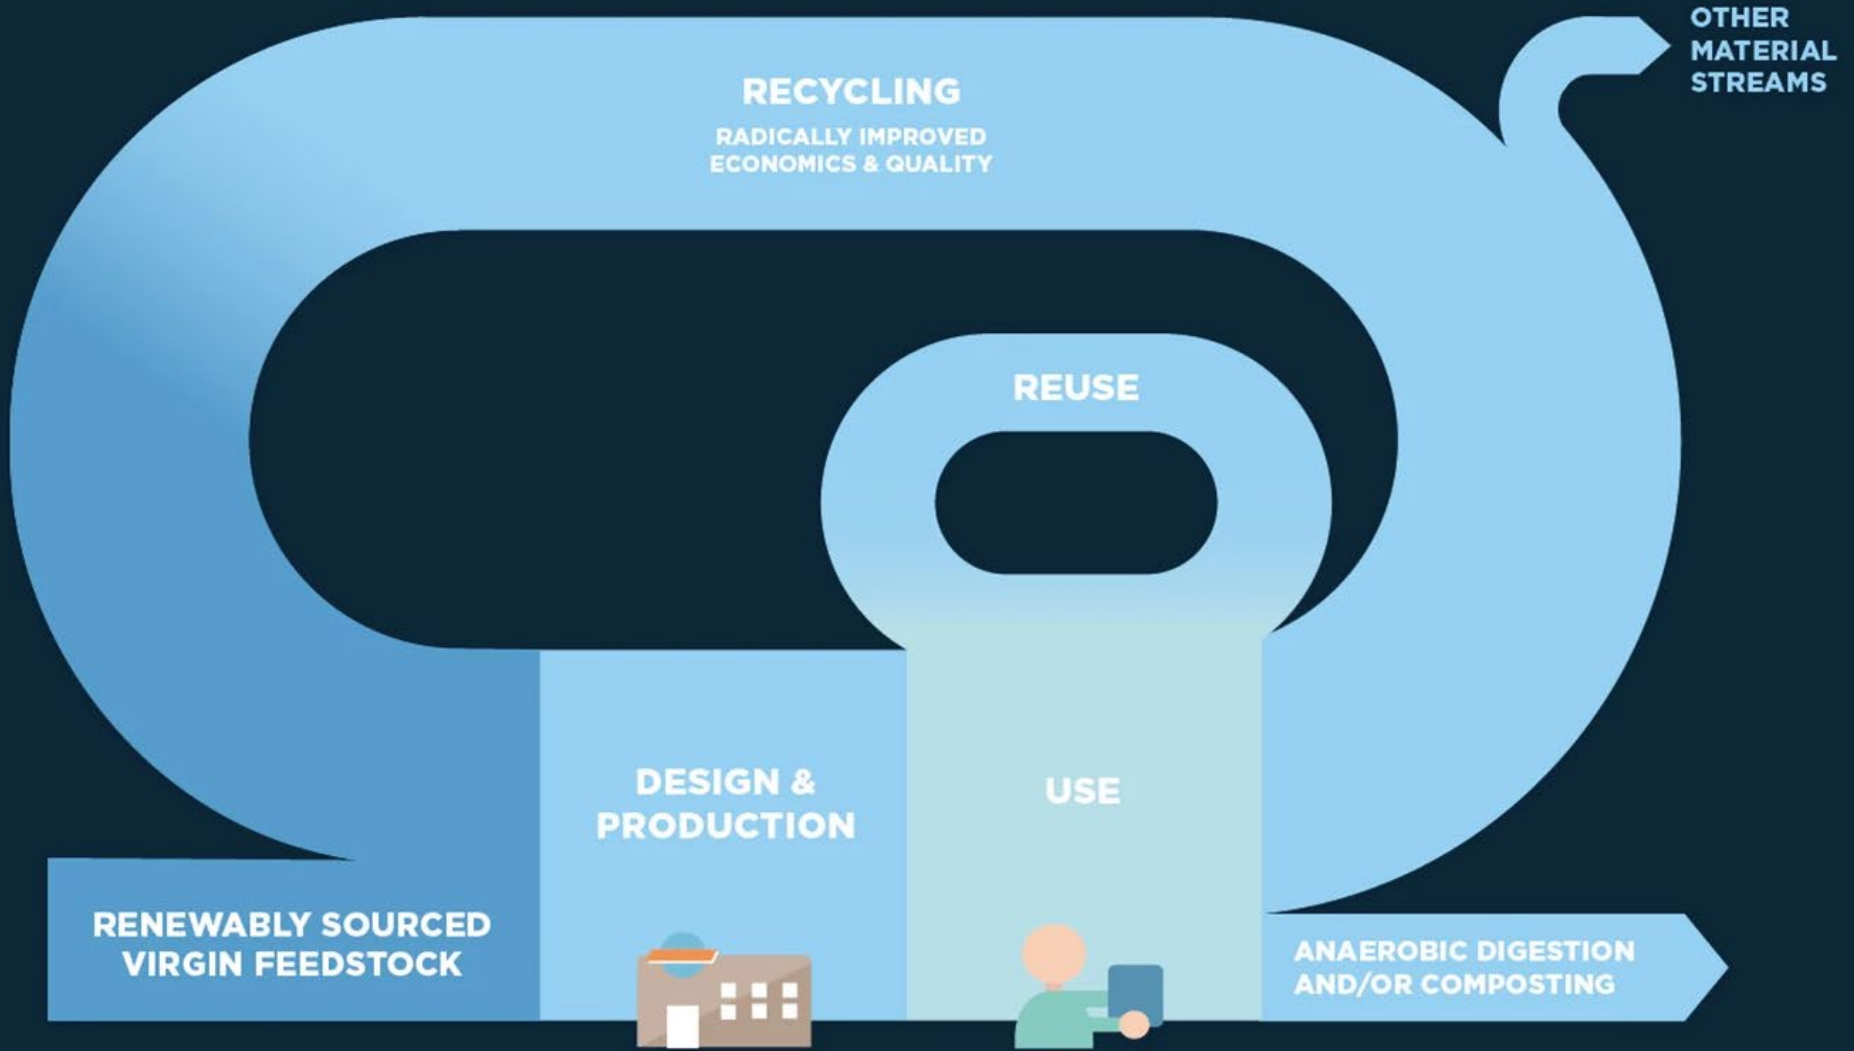 OTHER
MATERIAL
STREAMS
RECYCLING
RADICALLY IMPROVED
ECONOMICS & QUALITY
REUSE
DESIGN &
PRODUCTION
USE
RENEWABLY SOURCED
VIRGIN FEEDSTOCK
ANAEROBIC DIGESTION
AND/OR COMPOSTING